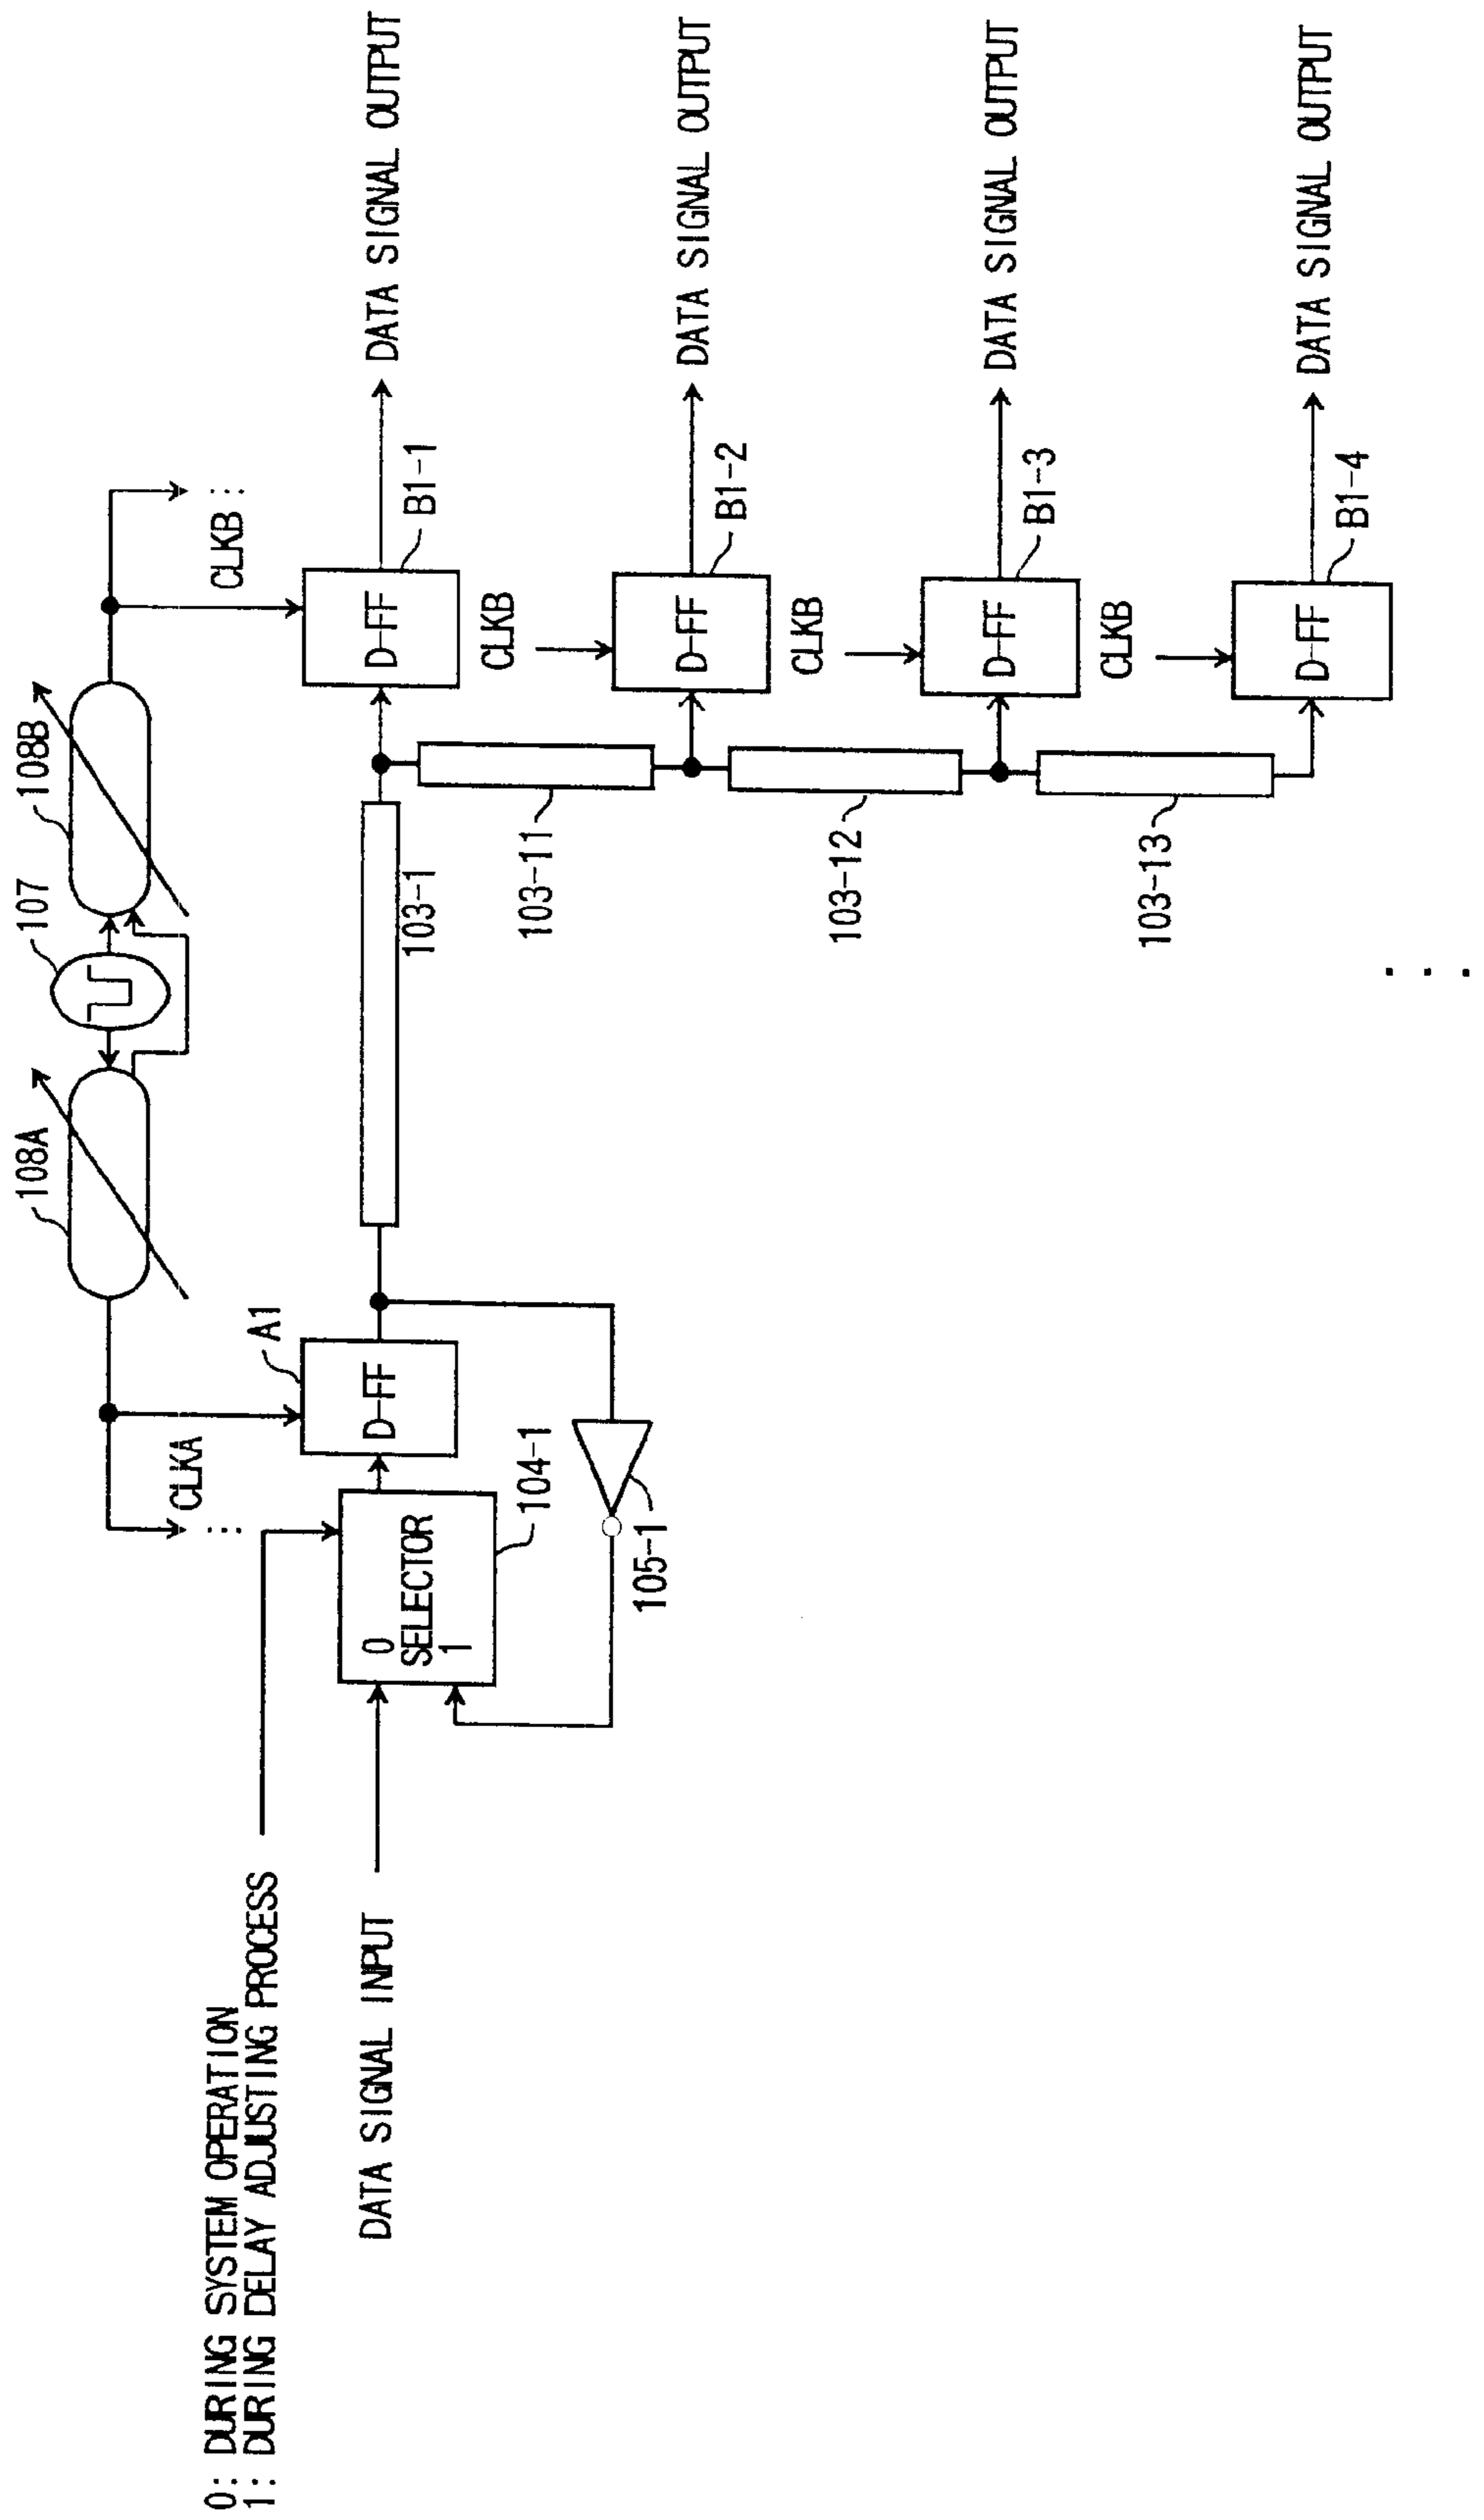 0: DURING SYSTEM OPERATION
1: DURING DELAY ADJUSTING PROCESS
DATA SIGNAL INPUT
108A
107
108B
CLKA
CLKB
A1
0
SELECTOR
1
104-1
D-FF
105-1
103-1
D-FF
B1-1
DATA SIGNAL OUTPUT
103-11
CLKB
D-FF
B1-2
DATA SIGNAL OUTPUT
103-12
CLKB
D-FF
B1-3
DATA SIGNAL OUTPUT
103-13
CLKB
D-FF
B1-4
DATA SIGNAL OUTPUT